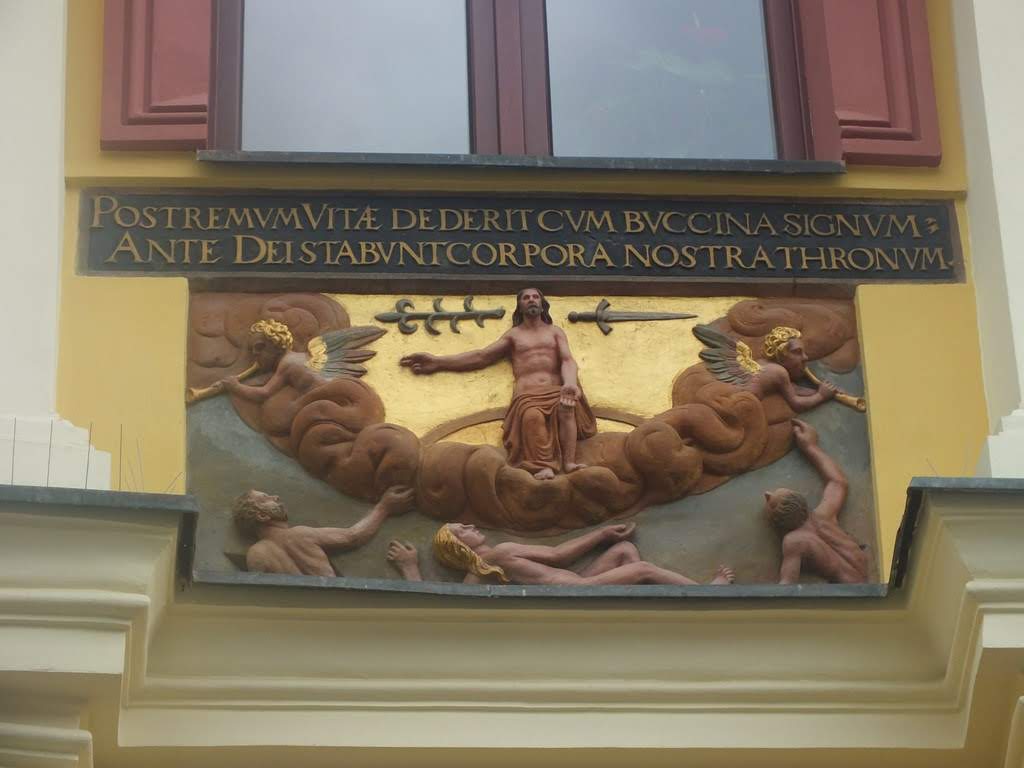 POSTREMVM VITÆ DEDERIT CVM BVCCINA SIGNVM
ANTE DEI STABVNT CORPORA NOSTRA THRONVM.